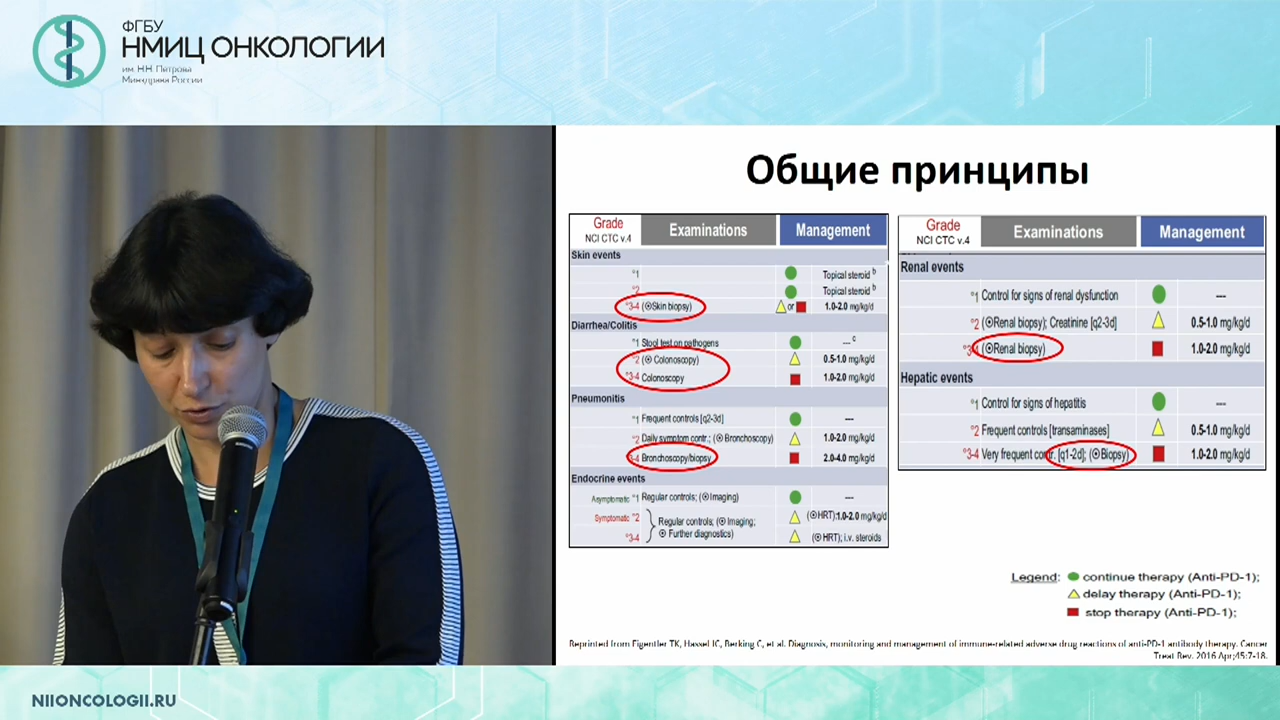 ФГБУ
НМИЦ ОНКОЛОГИИ
им. Н.Н. Петрова
Минздрава России
Общие принципы
Grade Examinations Management
NCI CTC v.4
Skin events
°1 Topical steroid b
°2 Topical steroid b
°3-4 (Skin biopsy) or 1.0-2.0 mg/kg/d
Diarrhea/Colitis
°1 Stool test on pathogens --- c
°2 (Colonoscopy) 0.5-1.0 mg/kg/d
°3-4 Colonoscopy 1.0-2.0 mg/kg/d
Pneumonitis
°1 Frequent controls [q2-3d] ---
°2 Daily symptom contr.; (Bronchoscopy) 1.0-2.0 mg/kg/d
Bronchoscopy/biopsy 2.0-4.0 mg/kg/d
Endocrine events
Asymptomatic °1 Regular controls; (Imaging) ---
Symptomatic °2 Regular controls; (Imaging; (HRT):1.0-2.0 mg/kg/d
°3-4 Further diagnostics) (HRT); i.v. steroids
Grade Examinations Management
NCI CTC v.4
Renal events
°1 Control for signs of renal dysfunction ---
°2 (Renal biopsy); Creatinine [q2-3d] 0.5-1.0 mg/kg/d
(Renal biopsy) 1.0-2.0 mg/kg/d
Hepatic events
°1 Control for signs of hepatitis ---
°2 Frequent controls [transaminases] 0.5-1.0 mg/kg/d
°3-4 Very frequent contr. [q1-2d]; (Biopsy) 1.0-2.0 mg/kg/d
Legend: continue therapy (Anti-PD-1);
delay therapy (Anti-PD-1);
stop therapy (Anti-PD-1);
Reprinted from Eigentler TK, Hassel JC, Berking C, et al. Diagnosis, monitoring and management of immune-related adverse drug reactions of anti-PD-1 antibody therapy. Cancer
Treat Rev. 2016 Apr;45:7-18.
NIIONCOLOGII.RU